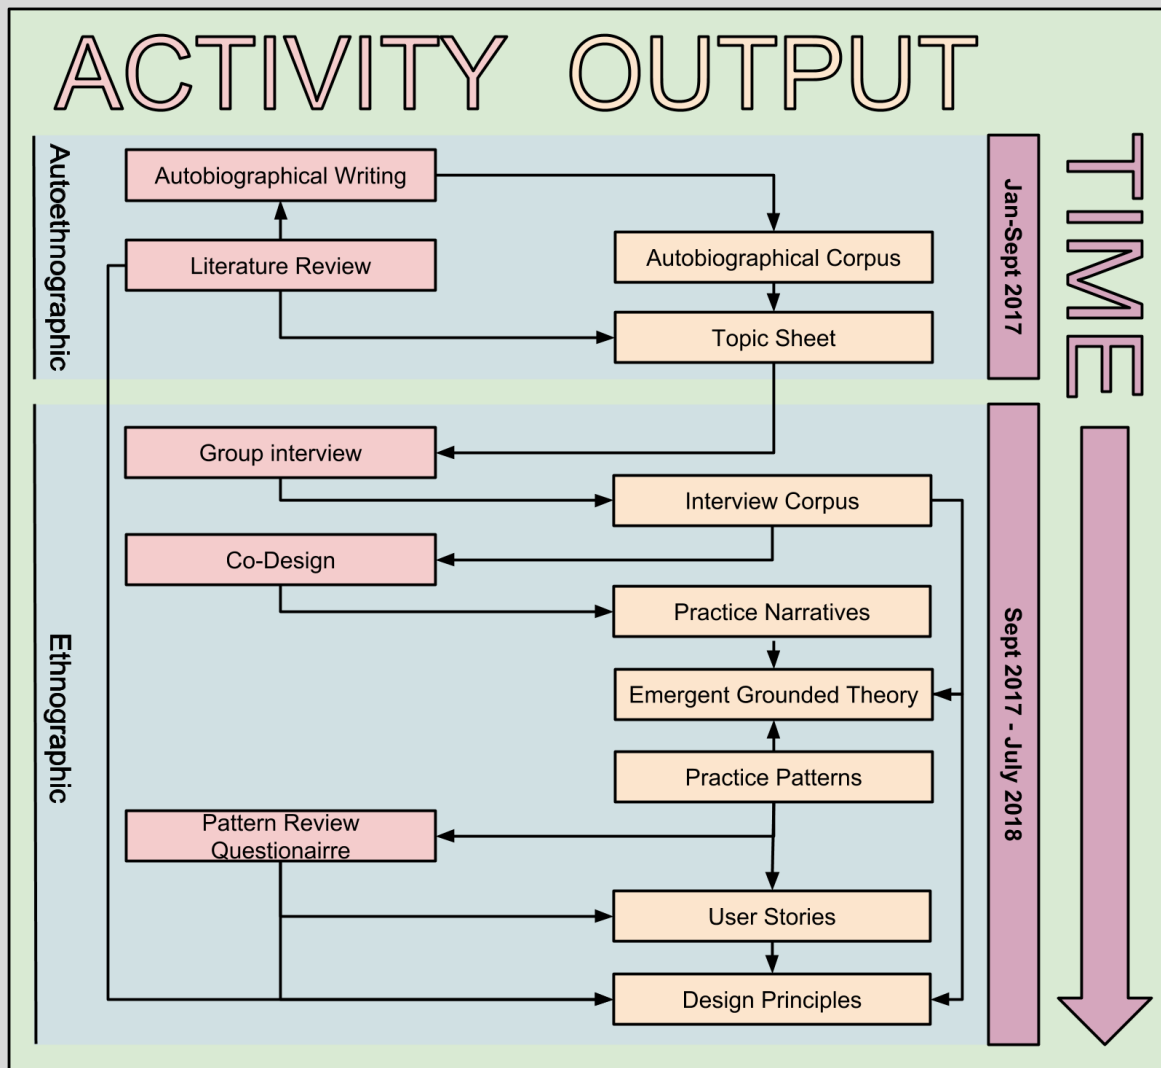 ACTIVITY OUTPUT
TIME
Autoethnographic
Jan-Sept 2017
Autobiographical Writing
Literature Review
Autobiographical Corpus
Topic Sheet
Ethnographic
Sept 2017 - July 2018
Group interview
Interview Corpus
Co-Design
Practice Narratives
Emergent Grounded Theory
Practice Patterns
Pattern Review
Questionairre
User Stories
Design Principles